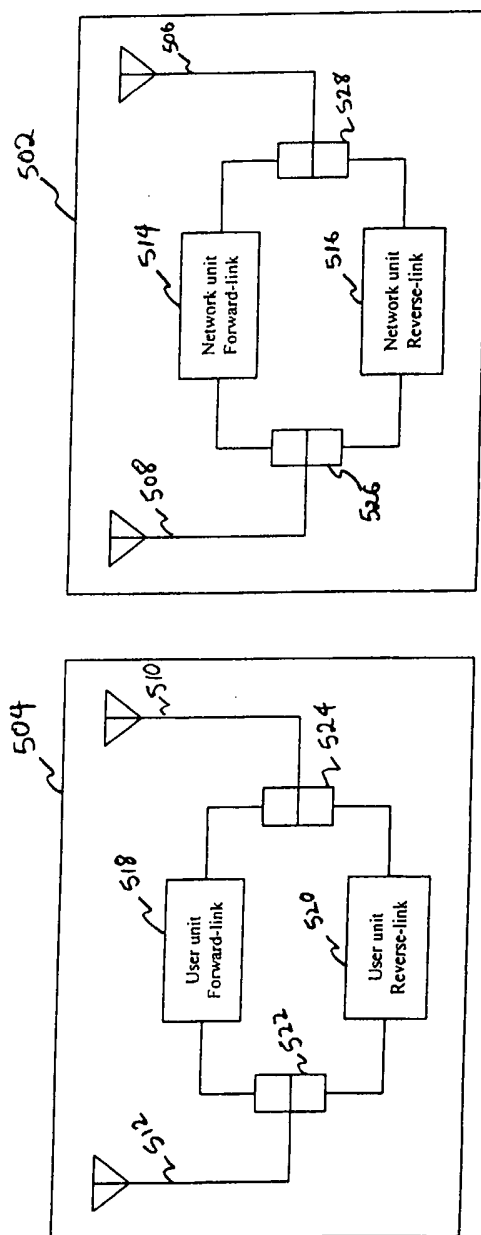 502
506
528
514
Network unit
Forward-link
516
Network unit
Reverse-link
508
526
504
510
524
518
User unit
Forward-link
520
User unit
Reverse-link
522
512